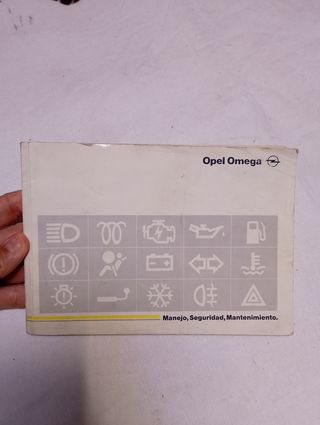 Opel Omega
Manejo, Seguridad, Mantenimiento.